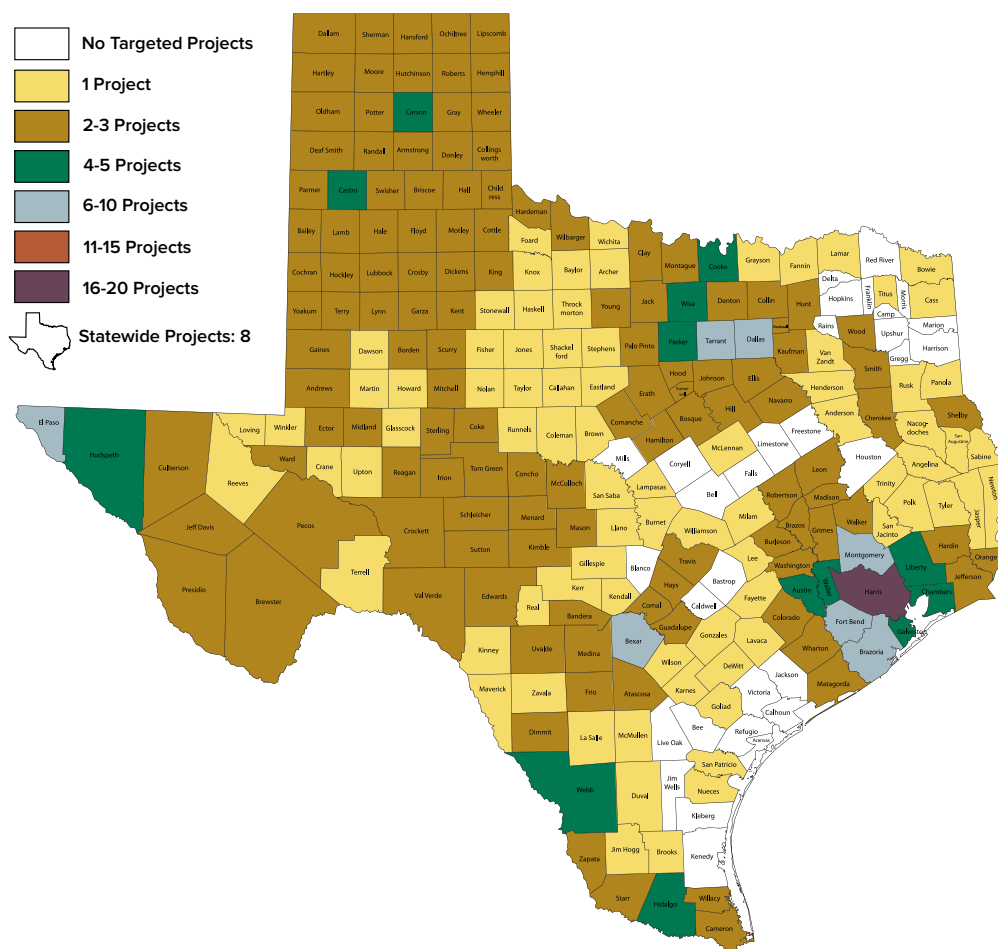 No Targeted Projects
1 Project
2-3 Projects
4-5 Projects
6-10 Projects
11-15 Projects
16-20 Projects
Statewide Projects: 8
Dallam Sherman Hansford Ochiltree Lipscomb
Hartley Moore Hutchinson Roberts Hemphill
Oldham Potter Carson Gray Wheeler
Deaf Smith Randall Armstrong Donley Collings
worth
Parmer Castro Swisher Briscoe Hall Child
ress
Bailey Lamb Hale Floyd Motley Cottle
Hardeman Foard Wilbarger Wichita Clay Montague Cooke Grayson Fannin Lamar Red River Bowie
Cochran Hockley Lubbock Crosby Dickens King Knox Baylor Archer
Delta Hopkins Franklin Titus Morris Camp Cass
Yoakum Terry Lynn Garza Kent Stonewall Haskell Throck
morton
Young Jack Wise Denton Collin Hunt Rains Wood Upshur Marion
Harrison Gregg
Gaines Dawson Borden Scurry Fisher Jones Shackel
ford
Stephens Palo Pinto Parker Tarrant Dallas Kaufman Van
Zandt
Smith Rusk Panola
Andrews Martin Howard Mitchell Nolan Taylor Callahan Eastland Erath Hood Johnson Ellis Navarro Henderson Cherokee Shelby
El Paso Hudspeth Culberson Loving Winkler Ector Midland Glasscock Sterling Coke Runnels Coleman Brown Comanche Hamilton Bosque Hill Freestone Anderson Nacog-
doches
San
Augustine
Sabine
Reeves Ward Crane Upton Reagan Irion Tom Green Concho McCulloch San Saba Mills Lampasas Coryell McLennan Limestone Falls Leon Houston Angelina
Jeff Davis Pecos Crockett Schleicher Menard Mason Llano Burnet Bell Milam Robertson Madison Trinity Polk Tyler Jasper Newton
Presidio Brewster Terrell Sutton Kimble Gillespie Blanco Williamson Travis Lee Burleson Brazos Grimes Walker San
Jacinto
Hardin Orange
Val Verde Edwards Real Kerr Kendall Bandera Comal Hays Bastrop Caldwell Fayette Washington Austin Waller Montgomery Harris Liberty Chambers Jefferson
Kinney Uvalde Medina Bexar Guadalupe Gonzales Lavaca Colorado Wharton Fort Bend Brazoria Galveston Matagorda
Maverick Zavala Frio Atascosa Wilson Karnes DeWitt Jackson Victoria Calhoun Goliad
Dimmit La Salle McMullen Live Oak Bee Refugio Aransas
Webb Duval Jim
Wells
San Patricio Nueces Kleberg
Zapata Jim Hogg Brooks Kenedy
Starr Hidalgo Willacy Cameron